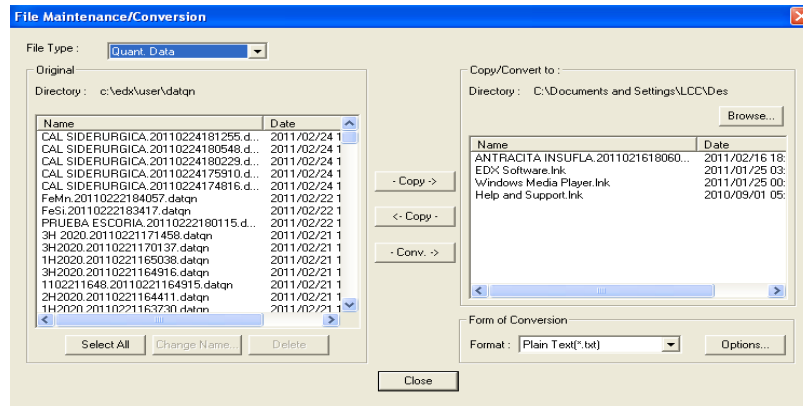 File Maintenance/Conversion
File Type : Quant. Data
Original
Directory : c:\edx\user\datqn
Name Date
CAL SIDERURGICA.20110224181255.d... 2011/02/24 1
CAL SIDERURGICA.20110224180548.d... 2011/02/24 1
CAL SIDERURGICA.20110224180229.d... 2011/02/24 1
CAL SIDERURGICA.20110224175910.d... 2011/02/24 1
CAL SIDERURGICA.20110224174816.d... 2011/02/24 1
FeMn.20110222184057.datqn 2011/02/22 1
FeSi.20110222183417.datqn 2011/02/22 1
PRUEBA ESCORIA.20110222180115.d... 2011/02/22 1
3H 2020.20110221171458.datqn 2011/02/21 1
3H2020.20110221170137.datqn 2011/02/21 1
1H2020.20110221165038.datqn 2011/02/21 1
3H2020.20110221164916.datqn 2011/02/21 1
1102211648.20110221164915.datqn 2011/02/21 1
2H2020.20110221164411.datqn 2011/02/21 1
1H2020.20110221163730.datqn 2011/02/21 1
Select All Change Name... Delete
- Copy ->
<- Copy -
- Conv. ->
Close
Copy/Convert to :
Directory : C:\Documents and Settings\LCC\Des
Browse...
Name Date
ANTRACITA INSUFLA.2011021618060... 2011/02/16 18:
EDX Software.lnk 2011/01/25 03:
Windows Media Player.lnk 2011/01/25 00:
Help and Support.lnk 2010/09/01 05:
Form of Conversion
Format : Plain Text(*.txt) Options...